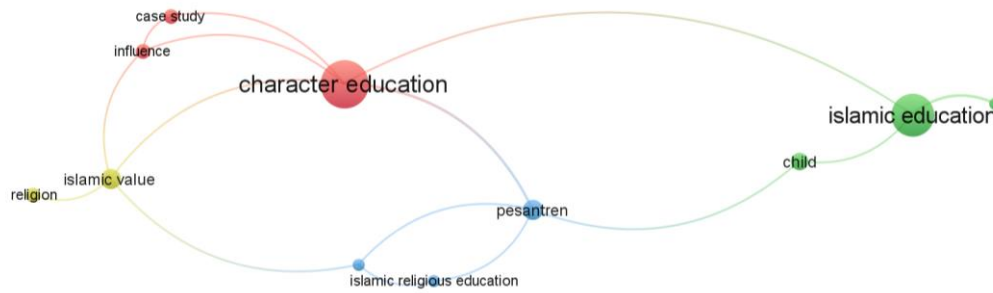 case study
influence
character education
islamic education
child
islamic value
religion
pesantren
islamic religious education